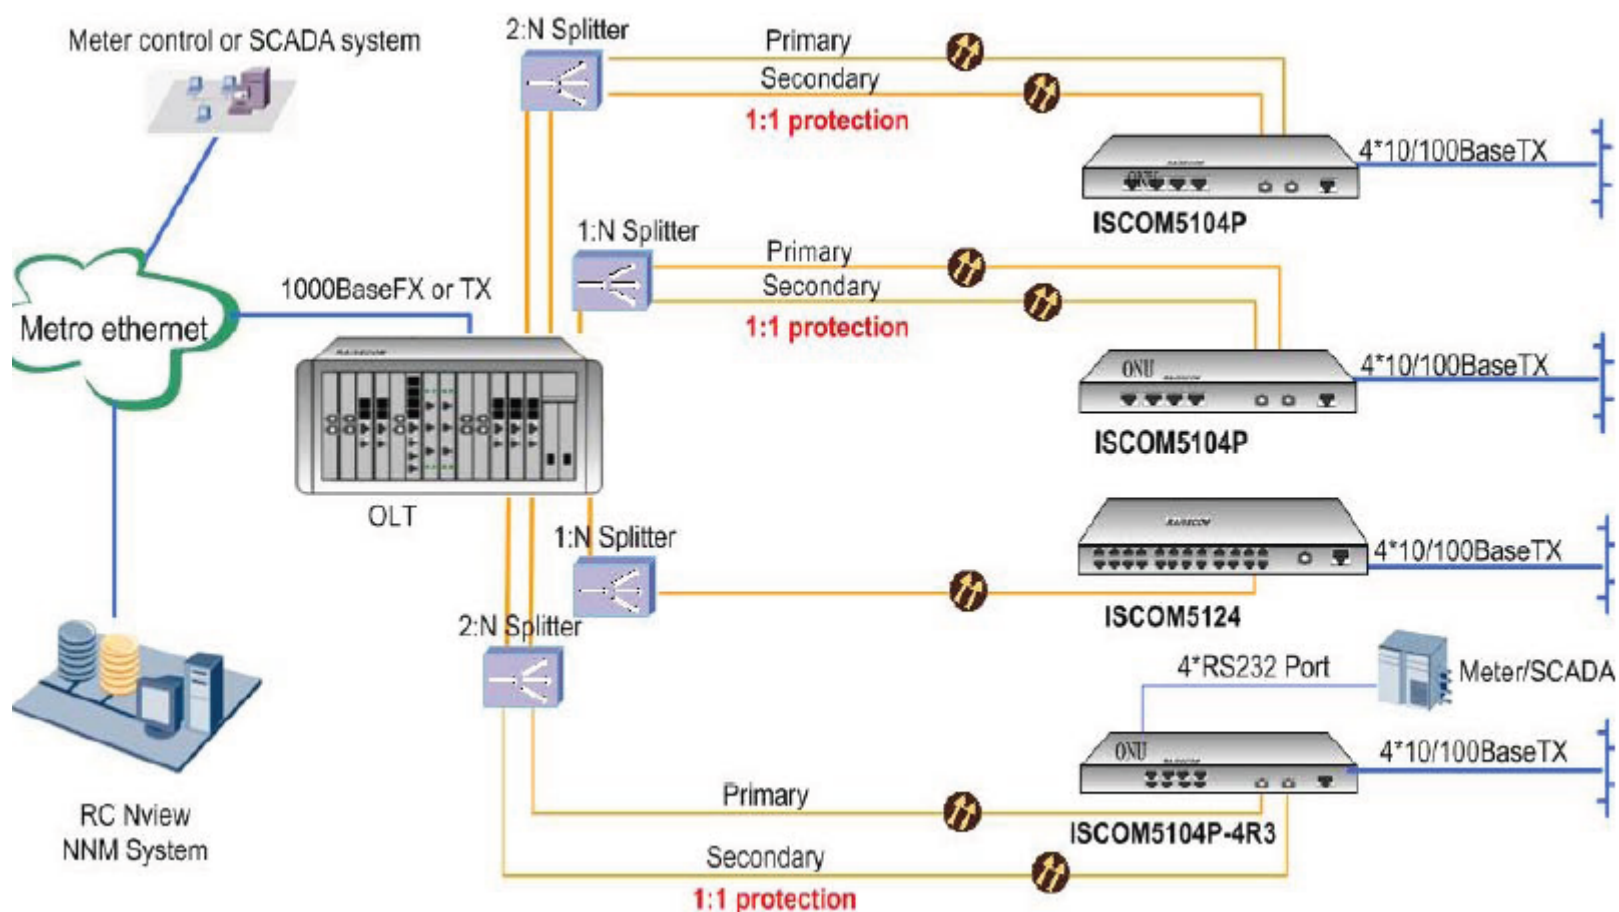 Meter control or SCADA system
2:N Splitter
Primary
Secondary
1:1 protection
4*10/100BaseTX
ONU
ISCOM5104P
1:N Splitter
Primary
Secondary
1:1 protection
1000BaseFX or TX
Metro ethernet
RAISECOM
ONU
4*10/100BaseTX
ISCOM5104P
OLT
1:N Splitter
RAISECOM
4*10/100BaseTX
ISCOM5124
2:N Splitter
4*RS232 Port
Meter/SCADA
ONU
4*10/100BaseTX
Primary
ISCOM5104P-4R3
RC Nview
NNM System
Secondary
1:1 protection